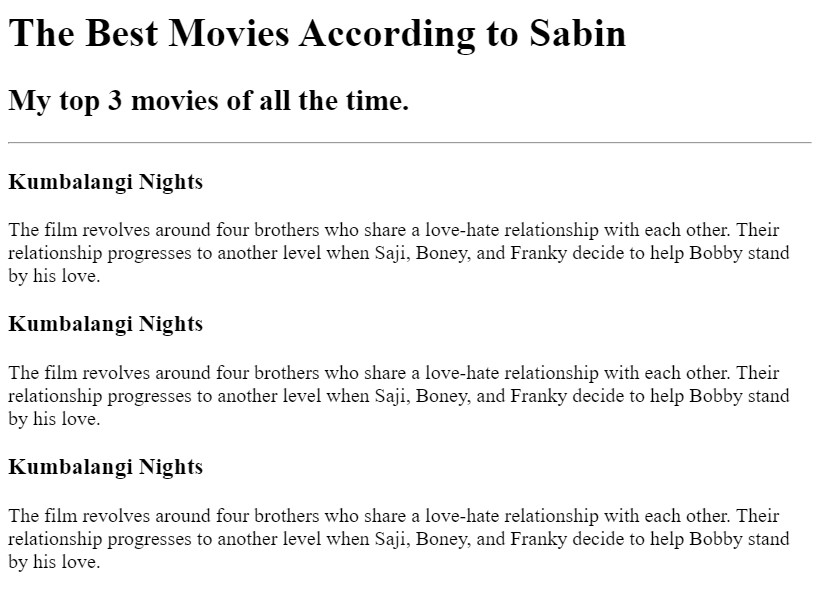 The Best Movies According to Sabin
My top 3 movies of all the time.
Kumbalangi Nights
The film revolves around four brothers who share a love-hate relationship with each other. Their
relationship progresses to another level when Saji, Boney, and Franky decide to help Bobby stand
by his love.
Kumbalangi Nights
The film revolves around four brothers who share a love-hate relationship with each other. Their
relationship progresses to another level when Saji, Boney, and Franky decide to help Bobby stand
by his love.
Kumbalangi Nights
The film revolves around four brothers who share a love-hate relationship with each other. Their
relationship progresses to another level when Saji, Boney, and Franky decide to help Bobby stand
by his love.